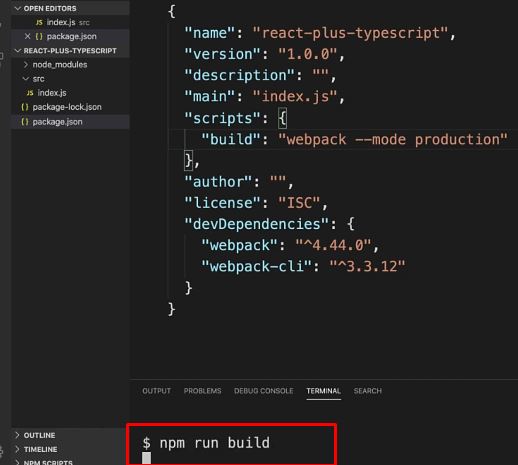 OPEN EDITORS
index.js src
package.json
REACT-PLUS-TYPESCRIPT
node_modules
src
index.js
package-lock.json
package.json
OUTLINE
TIMELINE
NPM SCRIPTS
{
"name": "react-plus-typescript",
"version": "1.0.0",
"description": "",
"main": "index.js",
"scripts": {
"build": "webpack --mode production"
},
"author": "",
"license": "ISC",
"devDependencies": {
"webpack": "^4.44.0",
"webpack-cli": "^3.3.12"
}
}
OUTPUT PROBLEMS DEBUG CONSOLE TERMINAL SEARCH
$ npm run build